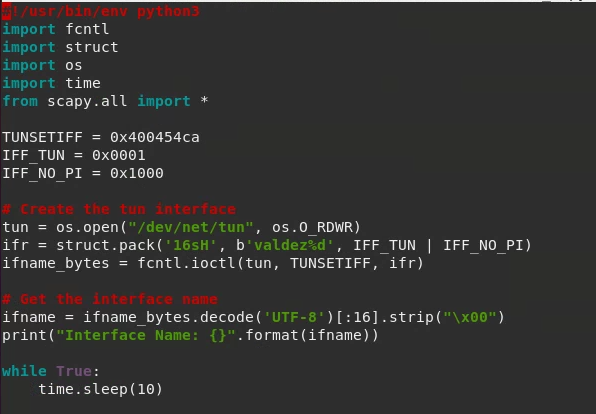 #!/usr/bin/env python3
import fcntl
import struct
import os
import time
from scapy.all import *
TUNSETIFF = 0x400454ca
IFF_TUN = 0x0001
IFF_NO_PI = 0x1000
# Create the tun interface
tun = os.open("/dev/net/tun", os.O_RDWR)
ifr = struct.pack('16sH', b'valdez%d', IFF_TUN | IFF_NO_PI)
ifname_bytes = fcntl.ioctl(tun, TUNSETIFF, ifr)
# Get the interface name
ifname = ifname_bytes.decode('UTF-8')[:16].strip("\x00")
print("Interface Name: {}".format(ifname))
while True:
    time.sleep(10)